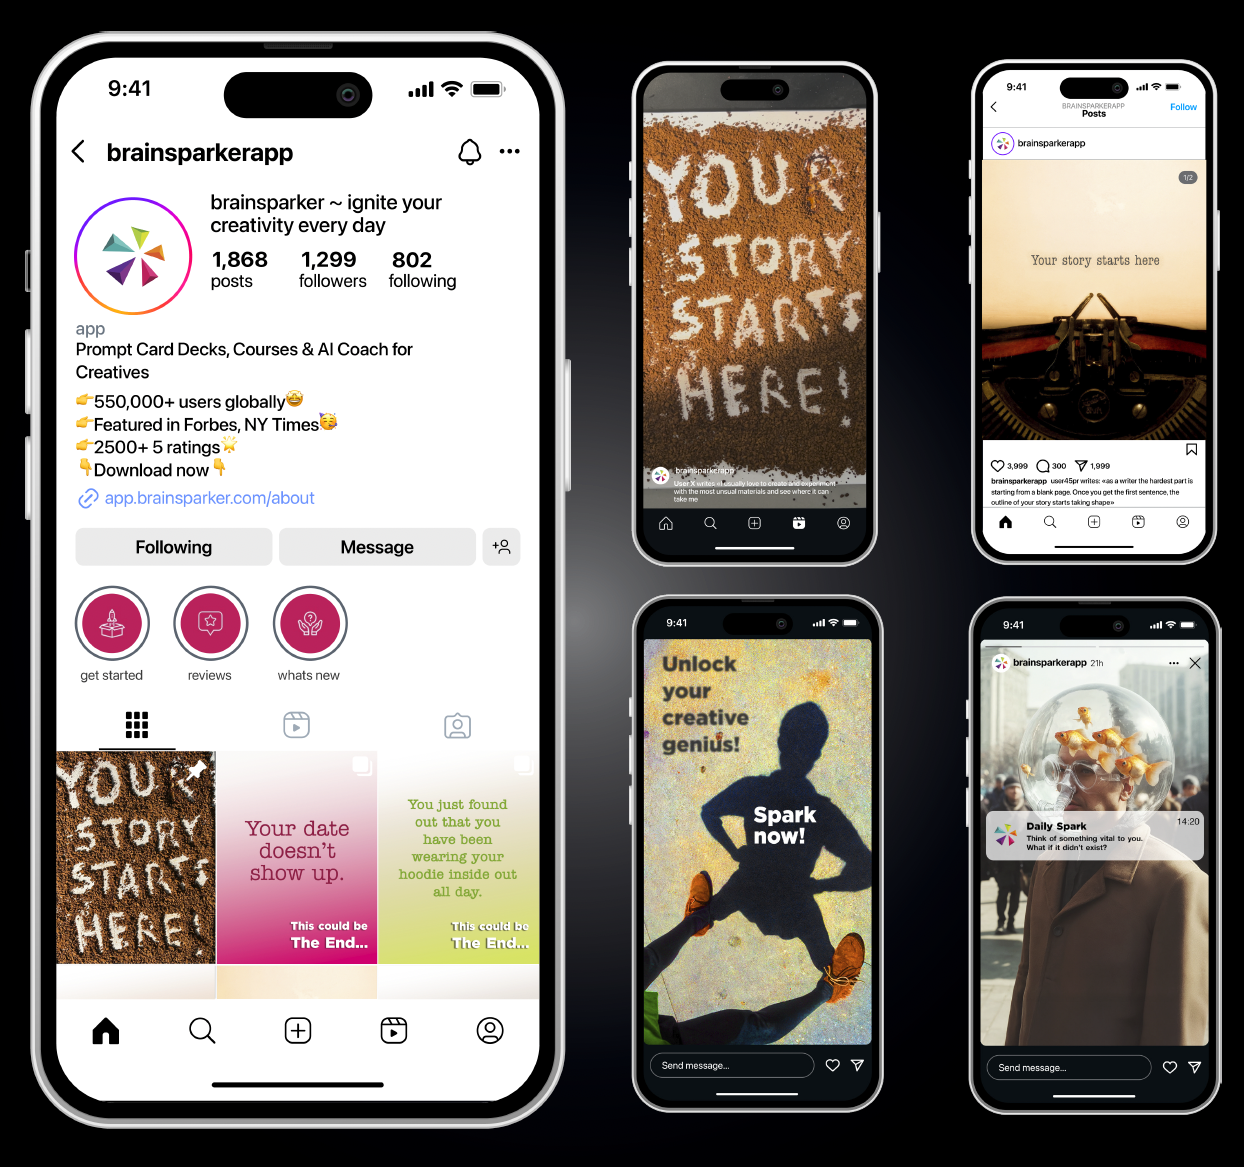 9:41
brainsparkerapp
brainsparker ~ ignite your
creativity every day
1,868 1,299 802
posts followers following
app
Prompt Card Decks, Courses & AI Coach for
Creatives
👉550,000+ users globally🤩
👉Featured in Forbes, NY Times🥳
👉2500+ 5 ratings🌟
👇Download now👇
app.brainsparker.com/about
Following Message
get started reviews whats new
YOUR
STORY
STARTS
HERE!
Your date
doesn't
show up.
This could be
The End...
You just found
out that you
have been
wearing your
hoodie inside out
all day.
This could be
The End...
YOUR
STORY
STARTS
HERE!
brainsparkerapp
User X writes «I usually love to create and experiment
with the most unusual materials and see where it can
take me
9:41
BRAINSPARKERAPP
Posts
Follow
brainsparkerapp
1/2
Your story starts here
3,999 300 1,999
brainsparkerapp user45pr writes: «as a writer the hardest part is
starting from a blank page. Once you get the first sentence, the
outline of your story starts taking shape»
9:41
Unlock
your
creative
genius!
Spark
now!
Send message...
9:41
brainsparkerapp 21h
14:20
Daily Spark
Think of something vital to you.
What if it didn't exist?
Send message...